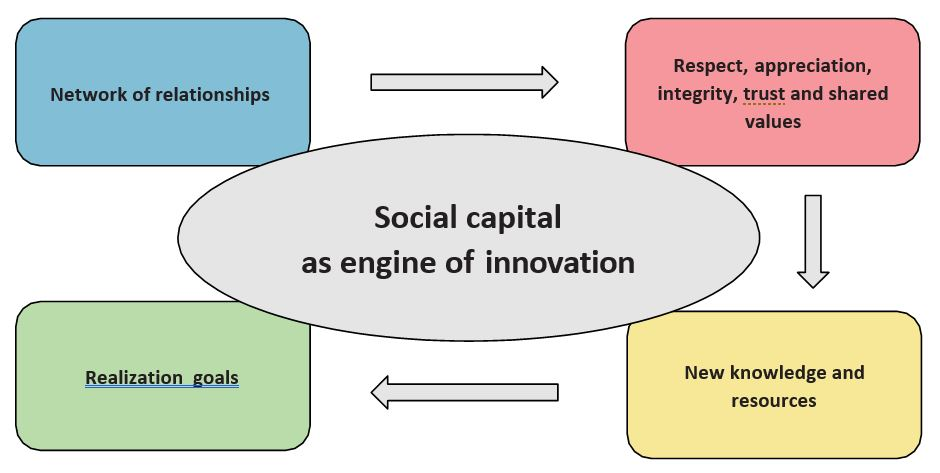 Network of relationships
Respect, appreciation,
integrity, trust and shared
values
Social capital
as engine of innovation
Realization goals
New knowledge and
resources